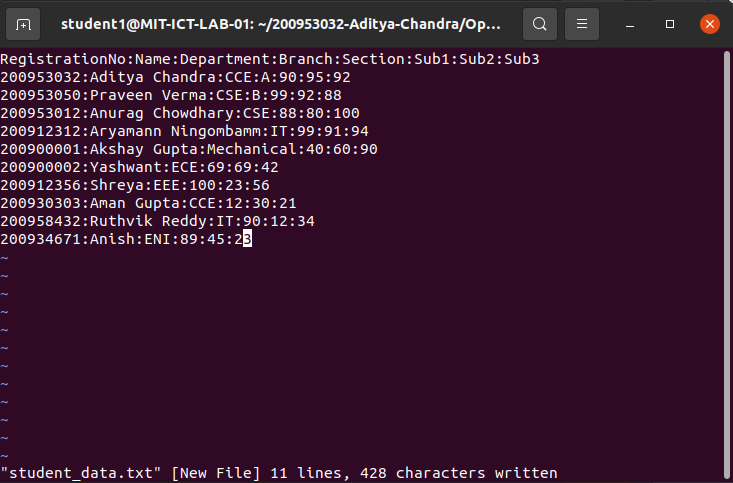 student1@MIT-ICT-LAB-01: ~/200953032-Aditya-Chandra/Op...
RegistrationNo:Name:Department:Branch:Section:Sub1:Sub2:Sub3
200953032:Aditya Chandra:CCE:A:90:95:92
200953050:Praveen Verma:CSE:B:99:92:88
200953012:Anurag Chowdhary:CSE:88:80:100
200912312:Aryamann Ningombamm:IT:99:91:94
200900001:Akshay Gupta:Mechanical:40:60:90
200900002:Yashwant:ECE:69:69:42
200912356:Shreya:EEE:100:23:56
200930303:Aman Gupta:CCE:12:30:21
200958432:Ruthvik Reddy:IT:90:12:34
200934671:Anish:ENI:89:45:23
~
~
~
~
~
~
~
~
~
~
~
~
"student_data.txt" [New File] 11 lines, 428 characters written